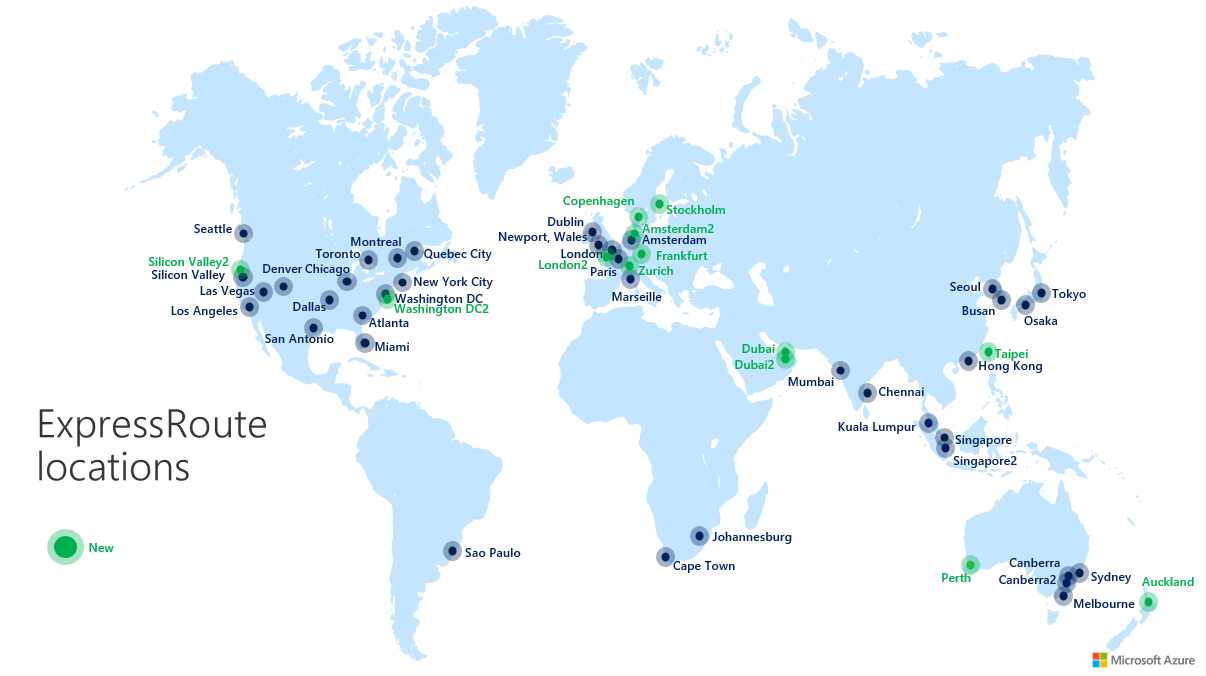 Copenhagen
Stockholm
Dublin
Amsterdam2
Seattle
Newport, Wales
Amsterdam
Montreal
Toronto
Quebec City
London
Frankfurt
Silicon Valley2
London2
Silicon Valley
Denver
Chicago
Paris
Zurich
Las Vegas
New York City
Marseille
Seoul
Tokyo
Washington DC
Dallas
Washington DC2
Los Angeles
Busan
Osaka
Atlanta
San Antonio
Miami
Dubai
Taipei
Dubai2
Hong Kong
Mumbai
Chennai
Kuala Lumpur
Singapore
Singapore2
ExpressRoute
locations
New
Sao Paulo
Johannesburg
Cape Town
Canberra
Perth
Canberra2
Sydney
Auckland
Melbourne
Microsoft Azure